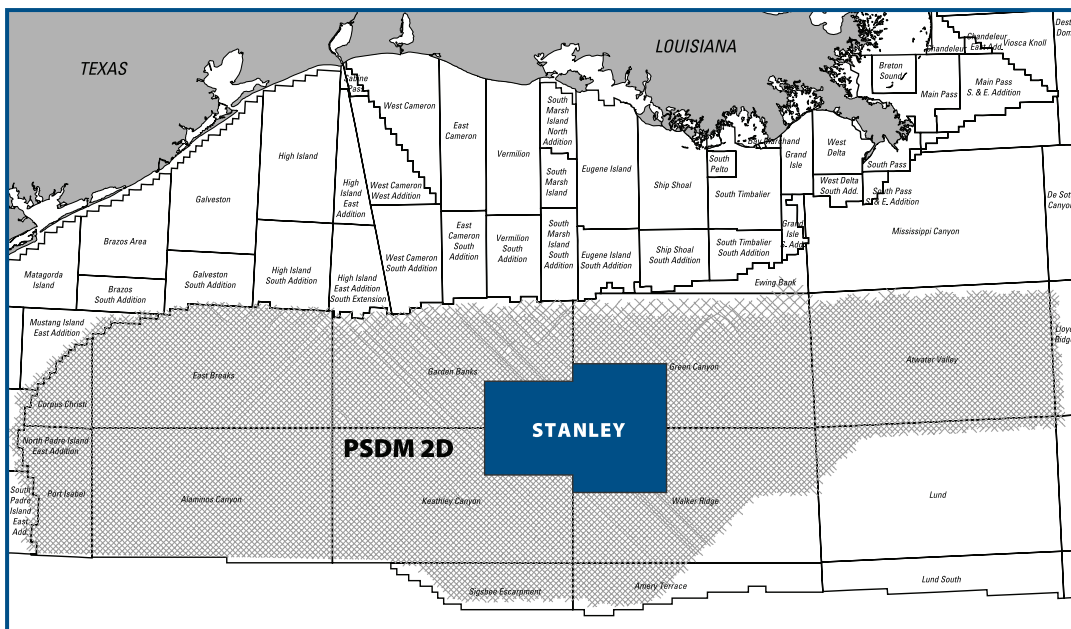 TEXAS
LOUISIANA
Sabine
Pass
West Cameron
East
Cameron
Vermilion
South
Marsh
Island
North
Addition
Eugene Island
South
Pelto
Bay Marchand
Grand
Isle
West
Delta
Breton
Sound
Chandeleur
Chandeleur
East Add.
Viosca Knoll
Main Pass
Main Pass
S. & E. Addition
High Island
High
Island
East
Addition
West Cameron
West Addition
South
Marsh
Island
Ship Shoal
South Timbalier
West Delta
South Add.
South Pass
South Pass
S. & E. Addition
Galveston
Brazos Area
Matagorda
Island
Brazos
South Addition
Galveston
South Addition
High Island
South Addition
High Island
East Addition
South Extension
West Cameron
South Addition
East
Cameron
South
Addition
Vermilion
South
Addition
South
Marsh
Island
South
Addition
Eugene Island
South Addition
Ship Shoal
South Addition
South Timbalier
South
Addition
Grand
Isle
S. Add.
Mississippi Canyon
De Sot
Canyon
Ewing Bank
Mustang Island
East Addition
East Breaks
Garden Banks
Green Canyon
Atwater Valley
Lloyd
Ridge
Corpus Christi
North Padre Island
East Addition
PSDM 2D
STANLEY
South
Padre
Island
East
Add.
Port Isabel
Alaminos Canyon
Keathley Canyon
Walker Ridge
Lund
Sigsbee Escarpment
Amery Terrace
Lund South